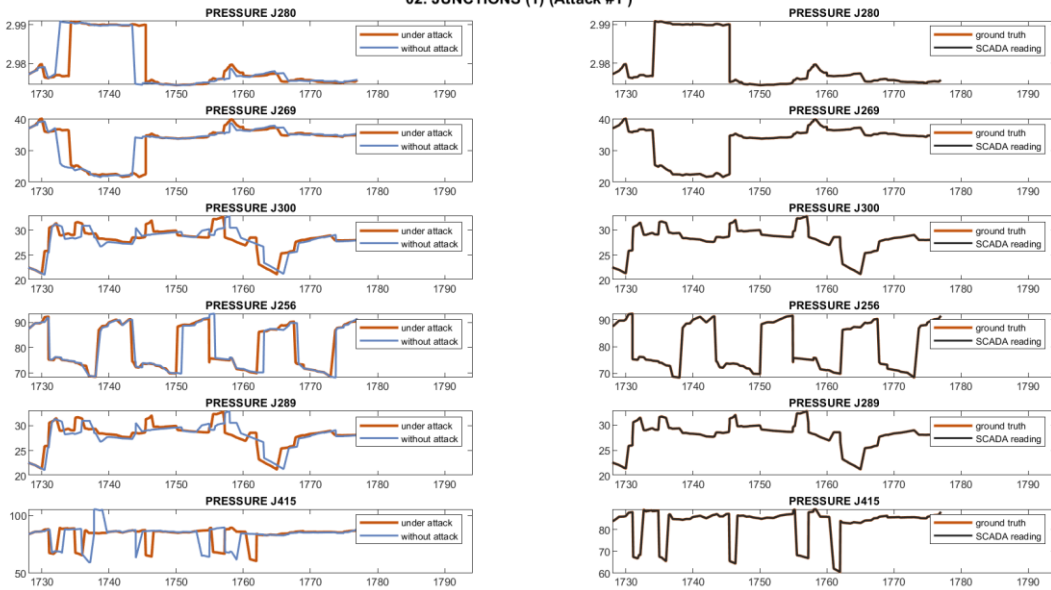 02. JUNCTIONS (1) (Attack #1 )
PRESSURE J280
2.99
2.98
under attack
without attack
1730 1740 1750 1760 1770 1780 1790
PRESSURE J280
2.99
2.98
ground truth
SCADA reading
1730 1740 1750 1760 1770 1780 1790
PRESSURE J269
40
30
20
under attack
without attack
1730 1740 1750 1760 1770 1780 1790
PRESSURE J269
40
30
20
ground truth
SCADA reading
1730 1740 1750 1760 1770 1780 1790
PRESSURE J300
30
25
20
under attack
without attack
1730 1740 1750 1760 1770 1780 1790
PRESSURE J300
30
25
20
ground truth
SCADA reading
1730 1740 1750 1760 1770 1780 1790
PRESSURE J256
90
80
70
under attack
without attack
1730 1740 1750 1760 1770 1780 1790
PRESSURE J256
90
80
70
ground truth
SCADA reading
1730 1740 1750 1760 1770 1780 1790
PRESSURE J289
30
25
20
under attack
without attack
1730 1740 1750 1760 1770 1780 1790
PRESSURE J289
30
25
20
ground truth
SCADA reading
1730 1740 1750 1760 1770 1780 1790
PRESSURE J415
100
50
under attack
without attack
1730 1740 1750 1760 1770 1780 1790
PRESSURE J415
80
70
60
ground truth
SCADA reading
1730 1740 1750 1760 1770 1780 1790